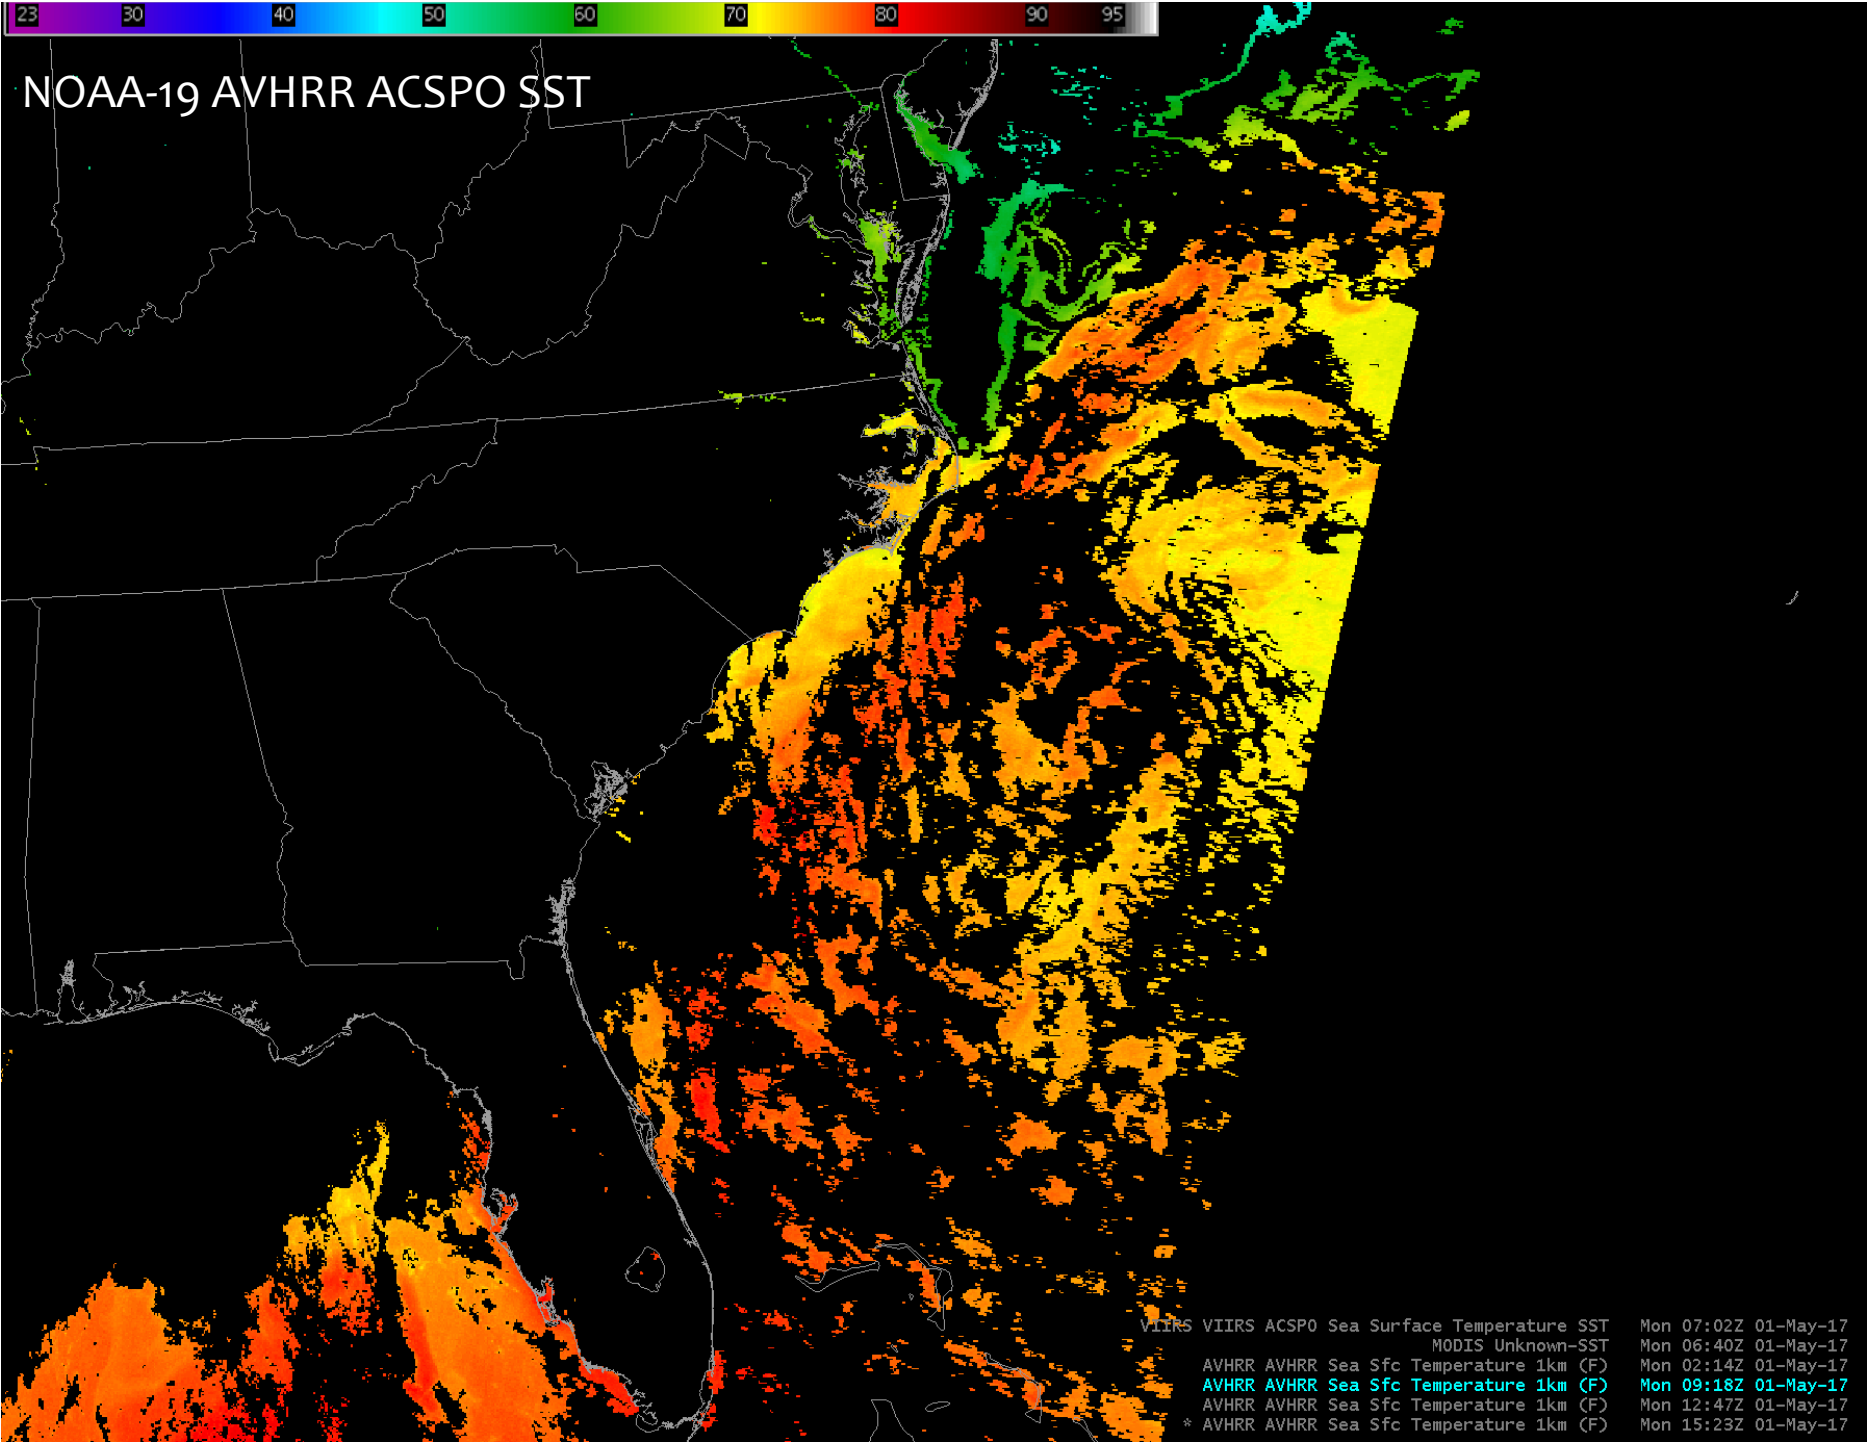 23 30 40 50 60 70 80 90 95
NOAA-19 AVHRR ACSPO SST
VIIRS VIIRS ACSPO Sea Surface Temperature SST Mon 07:02Z 01-May-17
MODIS Unknown-SST Mon 06:40Z 01-May-17
AVHRR AVHRR Sea Sfc Temperature 1km (F) Mon 02:14Z 01-May-17
AVHRR AVHRR Sea Sfc Temperature 1km (F) Mon 09:18Z 01-May-17
AVHRR AVHRR Sea Sfc Temperature 1km (F) Mon 12:47Z 01-May-17
* AVHRR AVHRR Sea Sfc Temperature 1km (F) Mon 15:23Z 01-May-17